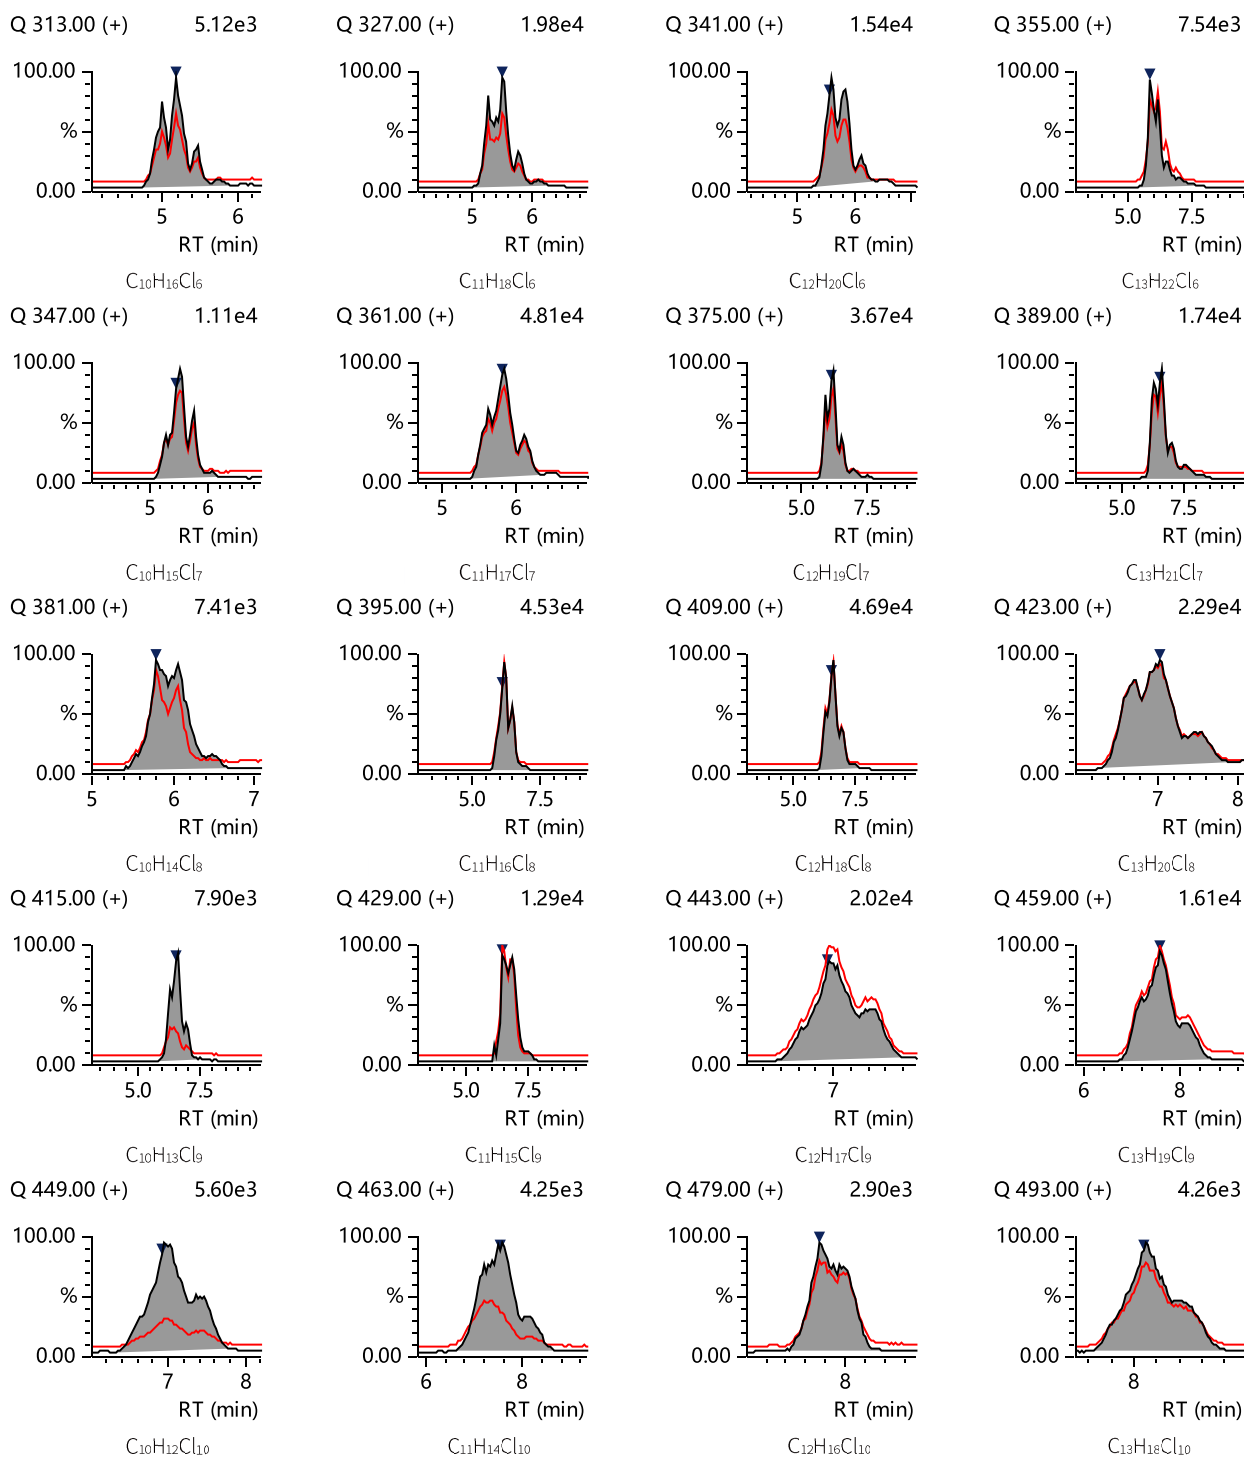 Q 313.00 (+) 5.12e3 Q 327.00 (+) 1.98e4 Q 341.00 (+) 1.54e4 Q 355.00 (+) 7.54e3
100.00 100.00 100.00 100.00
% % % %
0.00 0.00 0.00 0.00
5 6 5 6 5 6 5.0 7.5
RT (min) RT (min) RT (min) RT (min)
C₁₀H₁₆Cl₆ C₁₁H₁₈Cl₆ C₁₂H₂₀Cl₆ C₁₃H₂₂Cl₆
Q 347.00 (+) 1.11e4 Q 361.00 (+) 4.81e4 Q 375.00 (+) 3.67e4 Q 389.00 (+) 1.74e4
100.00 100.00 100.00 100.00
% % % %
0.00 0.00 0.00 0.00
5 6 5 6 5.0 7.5 5.0 7.5
RT (min) RT (min) RT (min) RT (min)
C₁₀H₁₅Cl₇ C₁₁H₁₇Cl₇ C₁₂H₁₉Cl₇ C₁₃H₂₁Cl₇
Q 381.00 (+) 7.41e3 Q 395.00 (+) 4.53e4 Q 409.00 (+) 4.69e4 Q 423.00 (+) 2.29e4
100.00 100.00 100.00 100.00
% % % %
0.00 0.00 0.00 0.00
5 6 7 5.0 7.5 5.0 7.5 7 8
RT (min) RT (min) RT (min) RT (min)
C₁₀H₁₄Cl₈ C₁₁H₁₆Cl₈ C₁₂H₁₈Cl₈ C₁₃H₂₀Cl₈
Q 415.00 (+) 7.90e3 Q 429.00 (+) 1.29e4 Q 443.00 (+) 2.02e4 Q 459.00 (+) 1.61e4
100.00 100.00 100.00 100.00
% % % %
0.00 0.00 0.00 0.00
5.0 7.5 5.0 7.5 7 6 8
RT (min) RT (min) RT (min) RT (min)
C₁₀H₁₃Cl₉ C₁₁H₁₅Cl₉ C₁₂H₁₇Cl₉ C₁₃H₁₉Cl₉
Q 449.00 (+) 5.60e3 Q 463.00 (+) 4.25e3 Q 479.00 (+) 2.90e3 Q 493.00 (+) 4.26e3
100.00 100.00 100.00 100.00
% % % %
0.00 0.00 0.00 0.00
7 8 6 8 8 8
RT (min) RT (min) RT (min) RT (min)
C₁₀H₁₂Cl₁₀ C₁₁H₁₄Cl₁₀ C₁₂H₁₆Cl₁₀ C₁₃H₁₈Cl₁₀